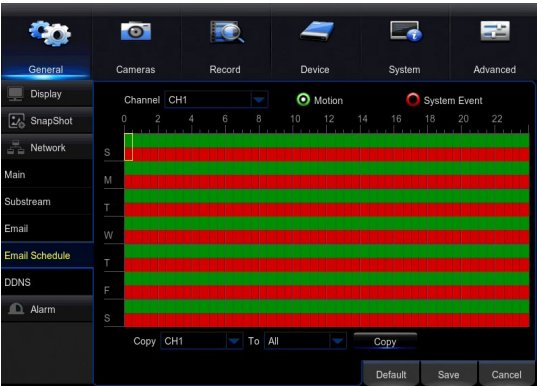 General Cameras Record Device System Advanced
Display
SnapShot
Network
Main
Substream
Email
Email Schedule
DDNS
Alarm
Channel CH1 Motion System Event
0 2 4 6 8 10 12 14 16 18 20 22
S
M
T
W
T
F
S
Copy CH1 To All Copy
Default Save Cancel